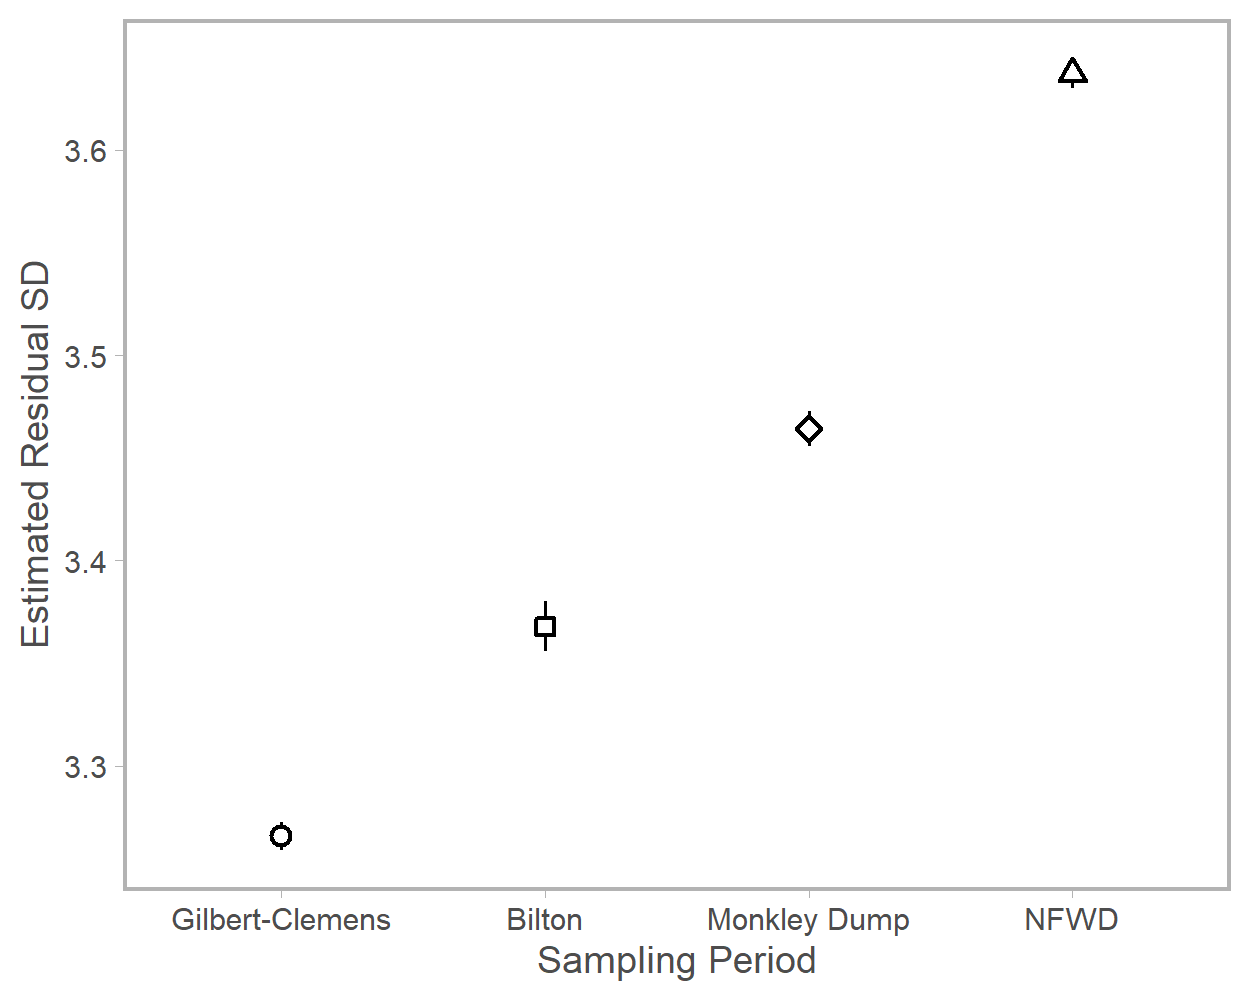 Estimated Residual SD
3.6
3.5
3.4
3.3
Gilbert-Clemens Bilton Monkley Dump NFWD
Sampling Period